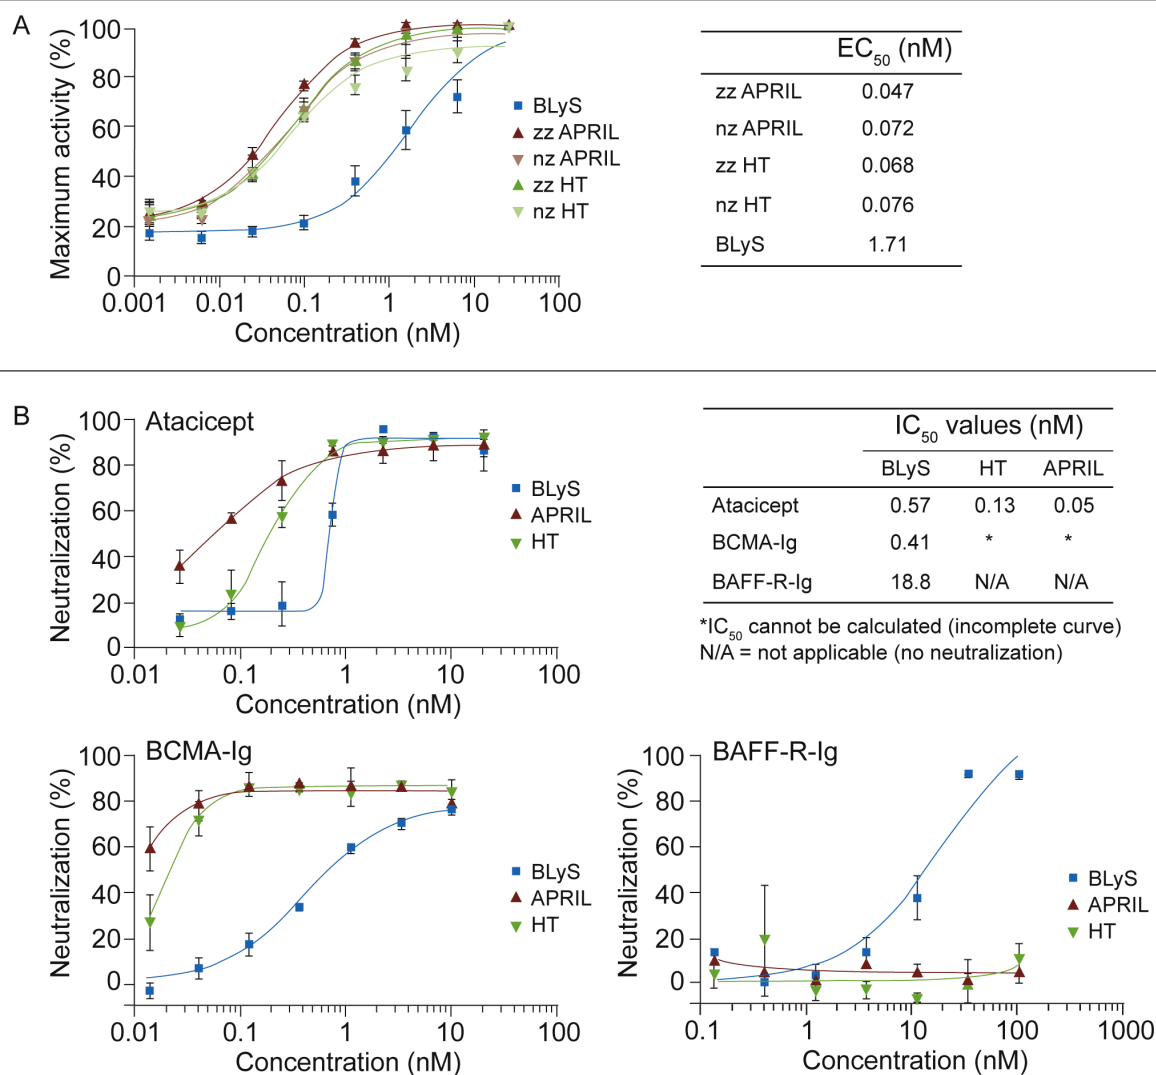 A
Maximum activity (%)
100
80
60
40
20
0
0.001 0.01 0.1 1 10 100
Concentration (nM)
BLyS
zz APRIL
nz APRIL
zz HT
nz HT
EC50 (nM)
zz APRIL 0.047
nz APRIL 0.072
zz HT 0.068
nz HT 0.076
BLyS 1.71
B
Atacicept
Neutralization (%)
100
80
60
40
20
0
0.01 0.1 1 10 100
Concentration (nM)
BLyS
APRIL
HT
IC50 values (nM)
BLyS HT APRIL
Atacicept 0.57 0.13 0.05
BCMA-Ig 0.41 * *
BAFF-R-Ig 18.8 N/A N/A
*IC50 cannot be calculated (incomplete curve)
N/A = not applicable (no neutralization)
BCMA-Ig
Neutralization (%)
100
80
60
40
20
0
0.01 0.1 1 10 100
Concentration (nM)
BLyS
APRIL
HT
BAFF-R-Ig
Neutralization (%)
100
80
60
40
20
0
0.1 1 10 100 1000
Concentration (nM)
BLyS
APRIL
HT